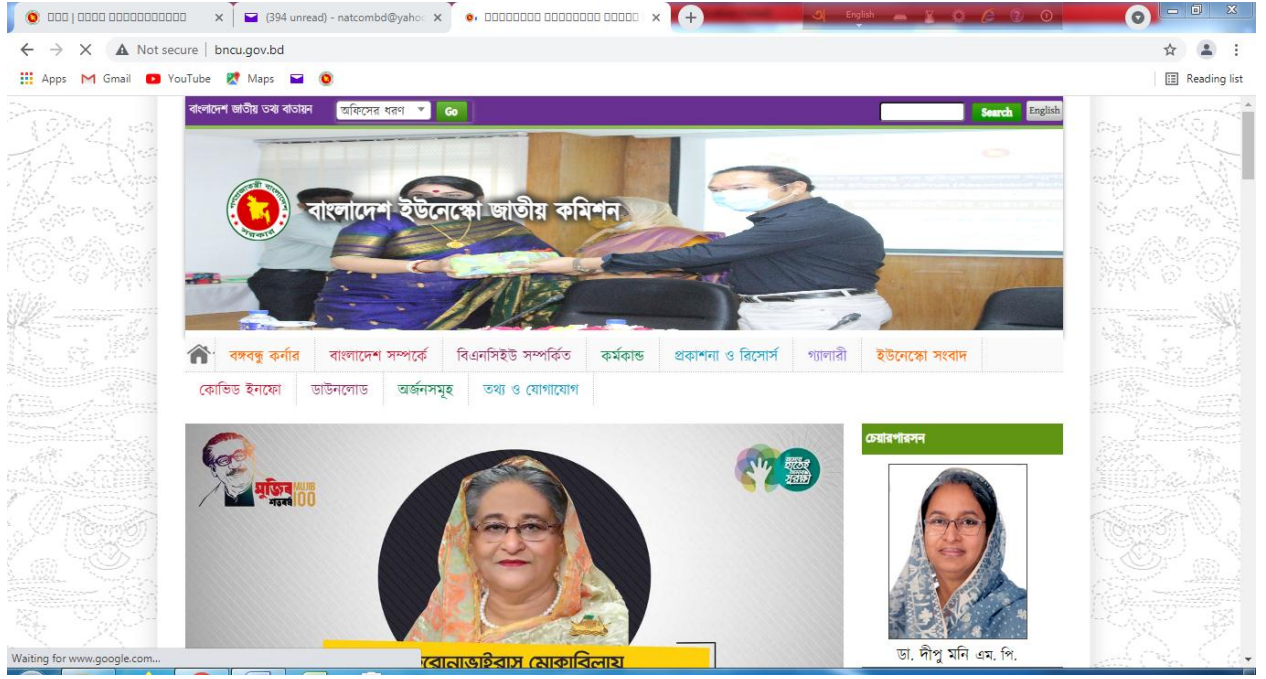 (394 unread) - natcombd@yahoo
English
Not secure | bncu.gov.bd
Apps Gmail YouTube Maps Reading list
বাংলাদেশ জাতীয় তথ্য বাতায়ন অফিসের ধরণ Go Search English
বাংলাদেশ ইউনেস্কো জাতীয় কমিশন
বঙ্গবন্ধু কর্নার বাংলাদেশ সম্পর্কে বিএনসিইউ সম্পর্কিত কর্মকান্ড প্রকাশনা ও রিসোর্স গ্যালারী ইউনেস্কো সংবাদ
কোভিড ইনফো ডাউনলোড অর্জনসমূহ তথ্য ও যোগাযোগ
চেয়ারপারসন
মুজিব MUJIB
শতবর্ষ 100
ডা. দীপু মনি এম. পি.
Waiting for www.google.com...